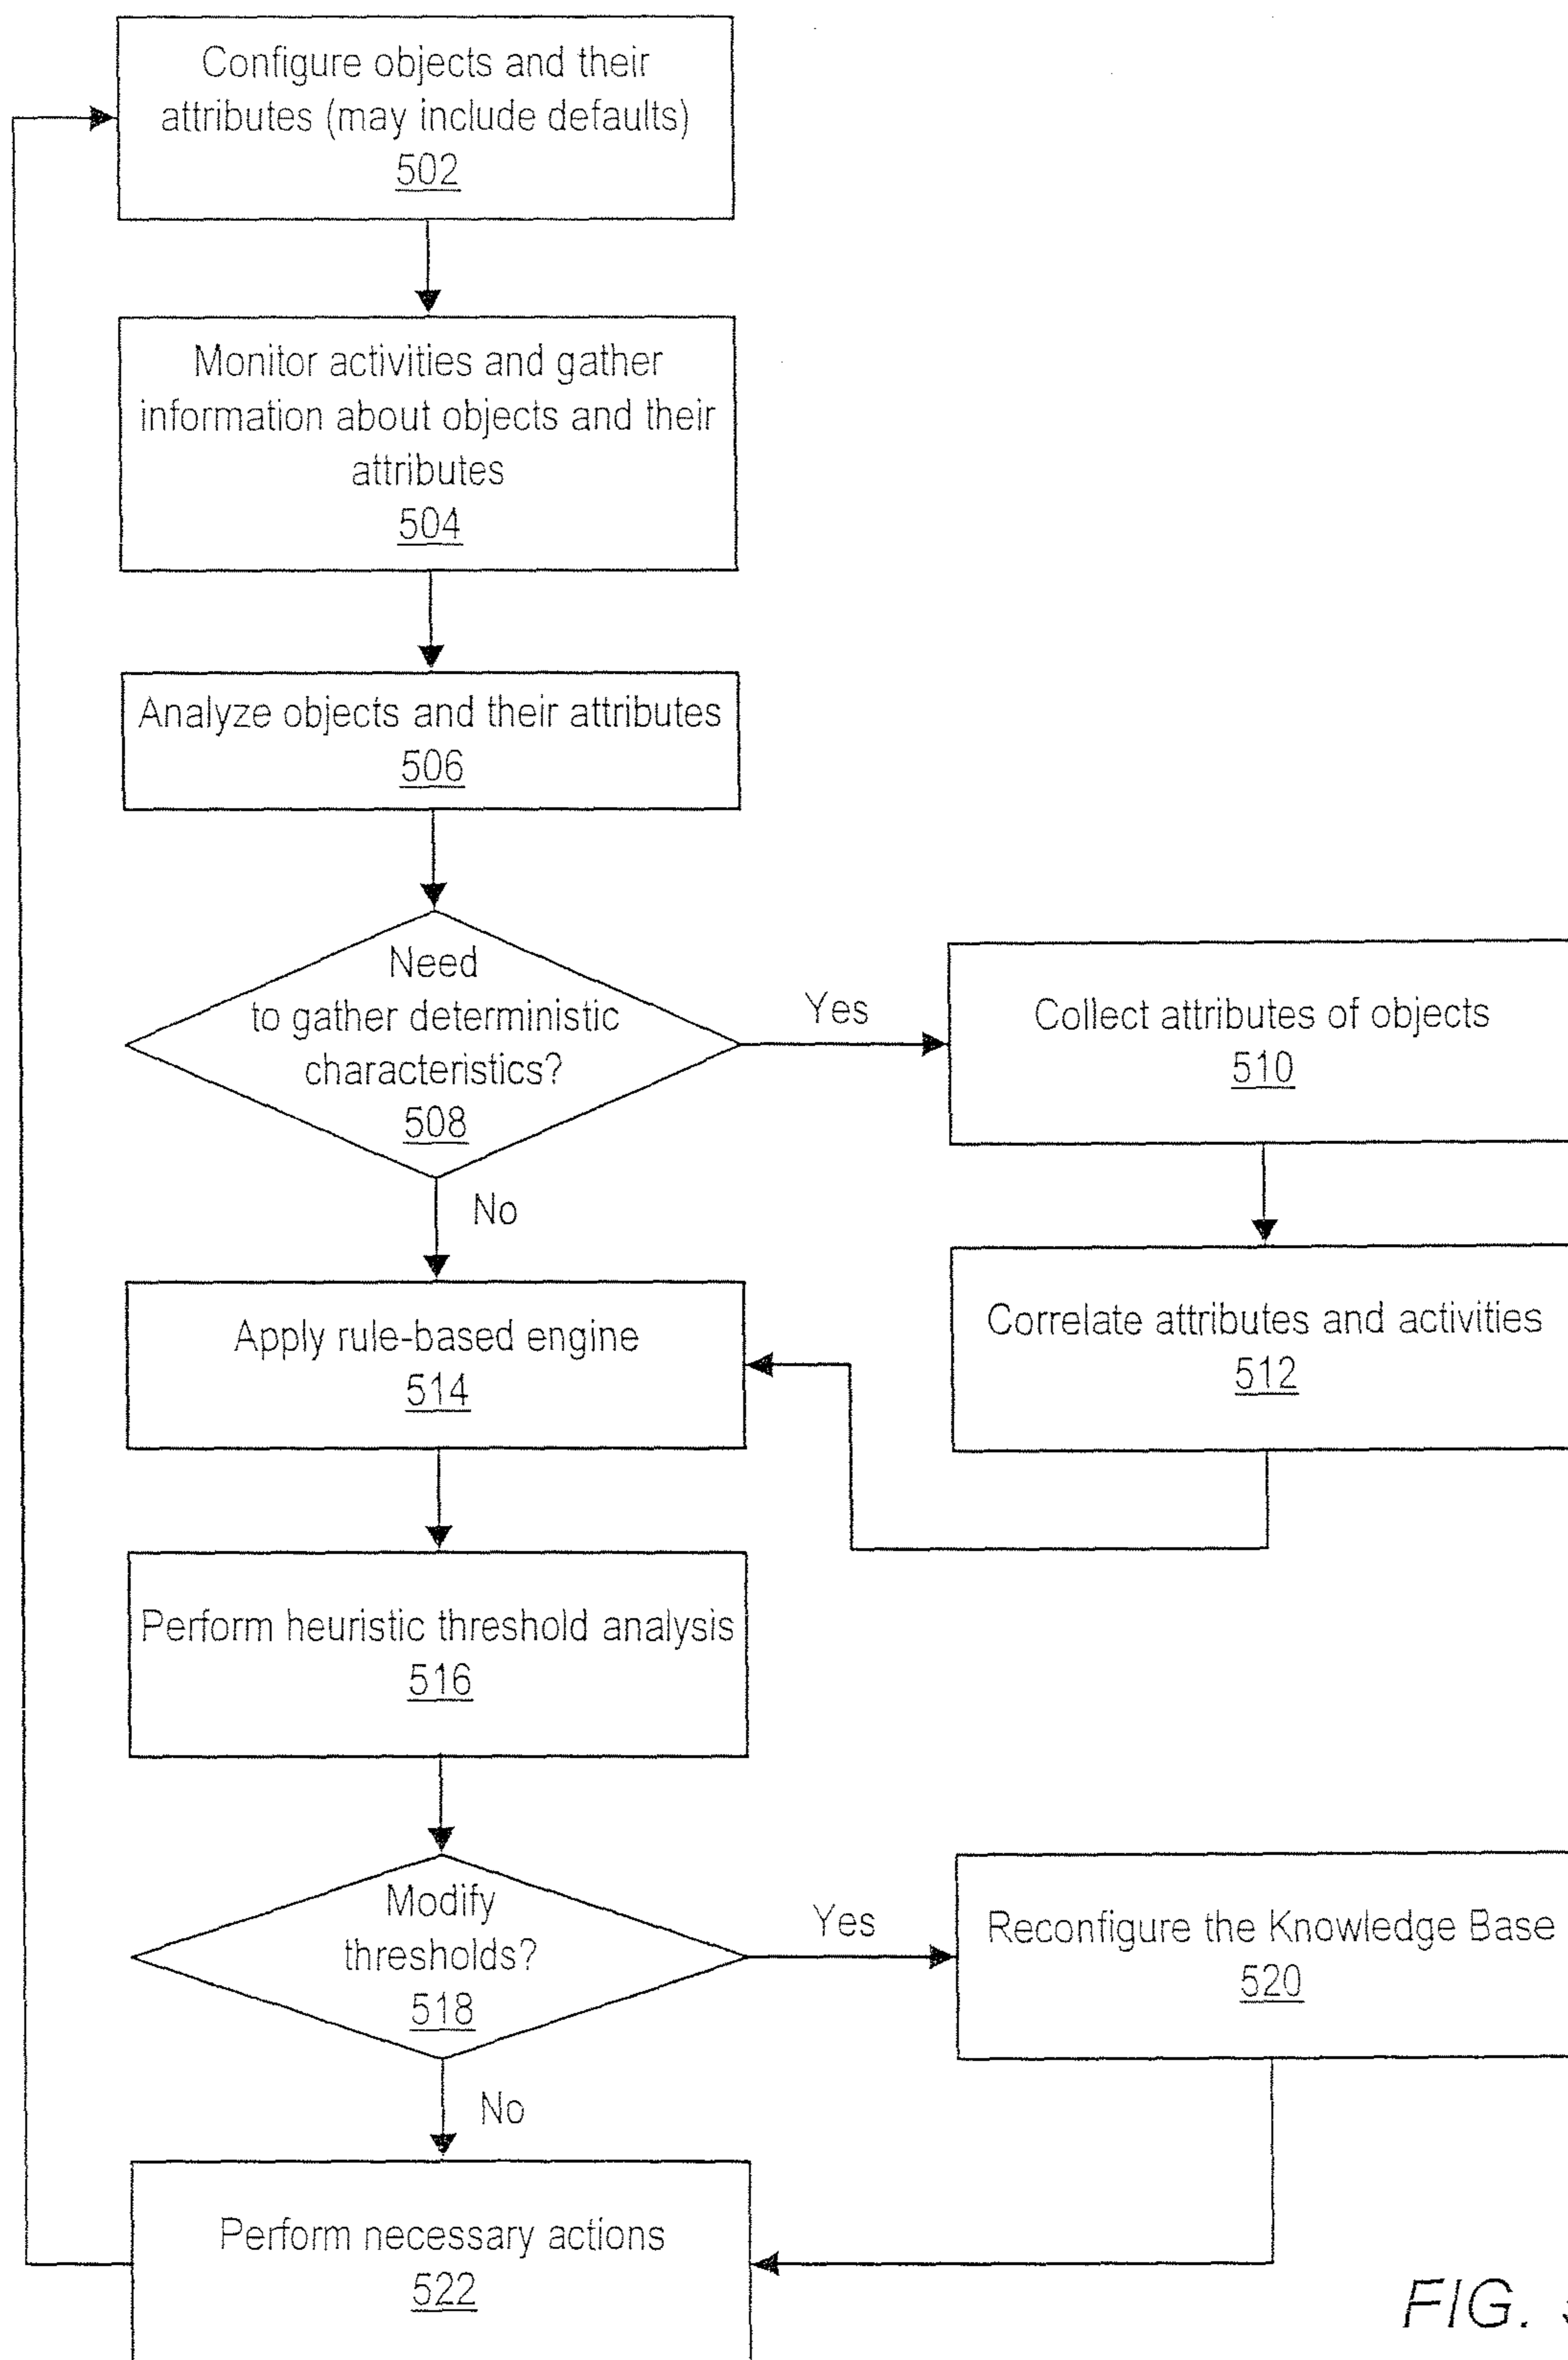 Configure objects and their
attributes (may include defaults)
502
Monitor activities and gather
information about objects and their
attributes
504
Analyze objects and their attributes
506
Need
to gather deterministic
characteristics?
508
Yes
Collect attributes of objects
510
No
Correlate attributes and activities
512
Apply rule-based engine
514
Perform heuristic threshold analysis
516
Modify
thresholds?
518
Yes
Reconfigure the Knowledge Base
520
No
Perform necessary actions
522
FIG.